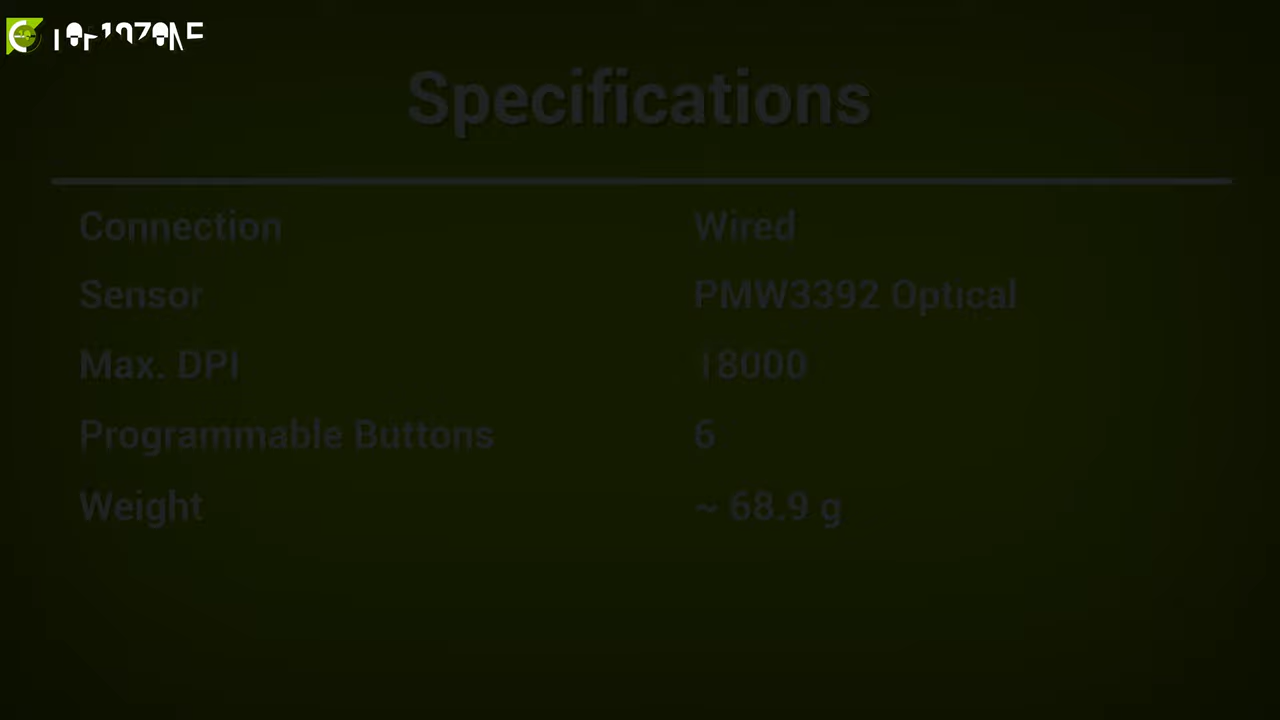 Specifications
Connection Wired
Sensor PMW3392 Optical
Max. DPI 18000
Programmable Buttons 6
Weight ~ 68.9 g